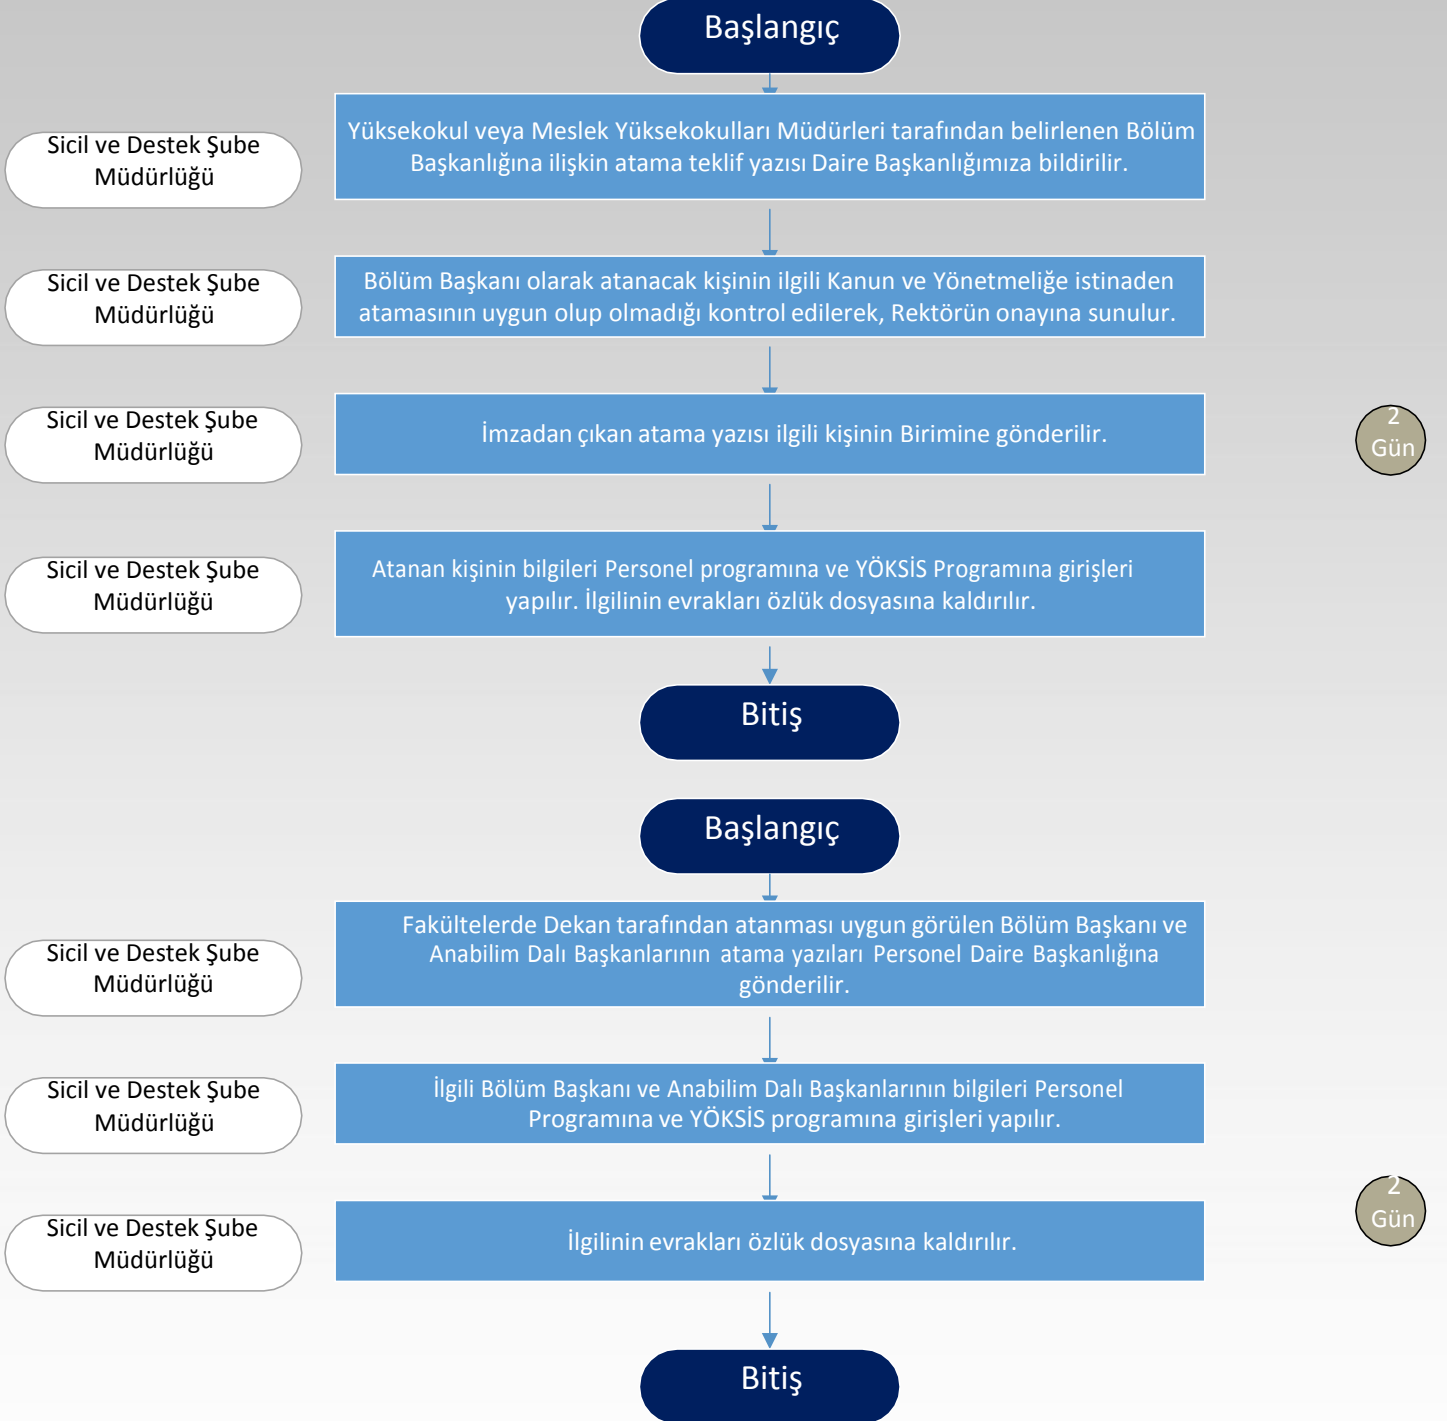 Başlangıç
Sicil ve Destek Şube
Müdürlüğü
Yüksekokul veya Meslek Yüksekokulları Müdürleri tarafından belirlenen Bölüm
Başkanlığına ilişkin atama teklif yazısı Daire Başkanlığımıza bildirilir.
Sicil ve Destek Şube
Müdürlüğü
Bölüm Başkanı olarak atanacak kişinin ilgili Kanun ve Yönetmeliğe istinaden
atamasının uygun olup olmadığı kontrol edilerek, Rektörün onayına sunulur.
Sicil ve Destek Şube
Müdürlüğü
İmzadan çıkan atama yazısı ilgili kişinin Birimine gönderilir.
2
Gün
Sicil ve Destek Şube
Müdürlüğü
Atanan kişinin bilgileri Personel programına ve YÖKSİS Programına girişleri
yapılır. İlgilinin evrakları özlük dosyasına kaldırılır.
Bitiş
Başlangıç
Sicil ve Destek Şube
Müdürlüğü
Fakültelerde Dekan tarafından atanması uygun görülen Bölüm Başkanı ve
Anabilim Dalı Başkanlarının atama yazıları Personel Daire Başkanlığına
gönderilir.
Sicil ve Destek Şube
Müdürlüğü
İlgili Bölüm Başkanı ve Anabilim Dalı Başkanlarının bilgileri Personel
Programına ve YÖKSİS programına girişleri yapılır.
2
Gün
Sicil ve Destek Şube
Müdürlüğü
İlgilinin evrakları özlük dosyasına kaldırılır.
Bitiş